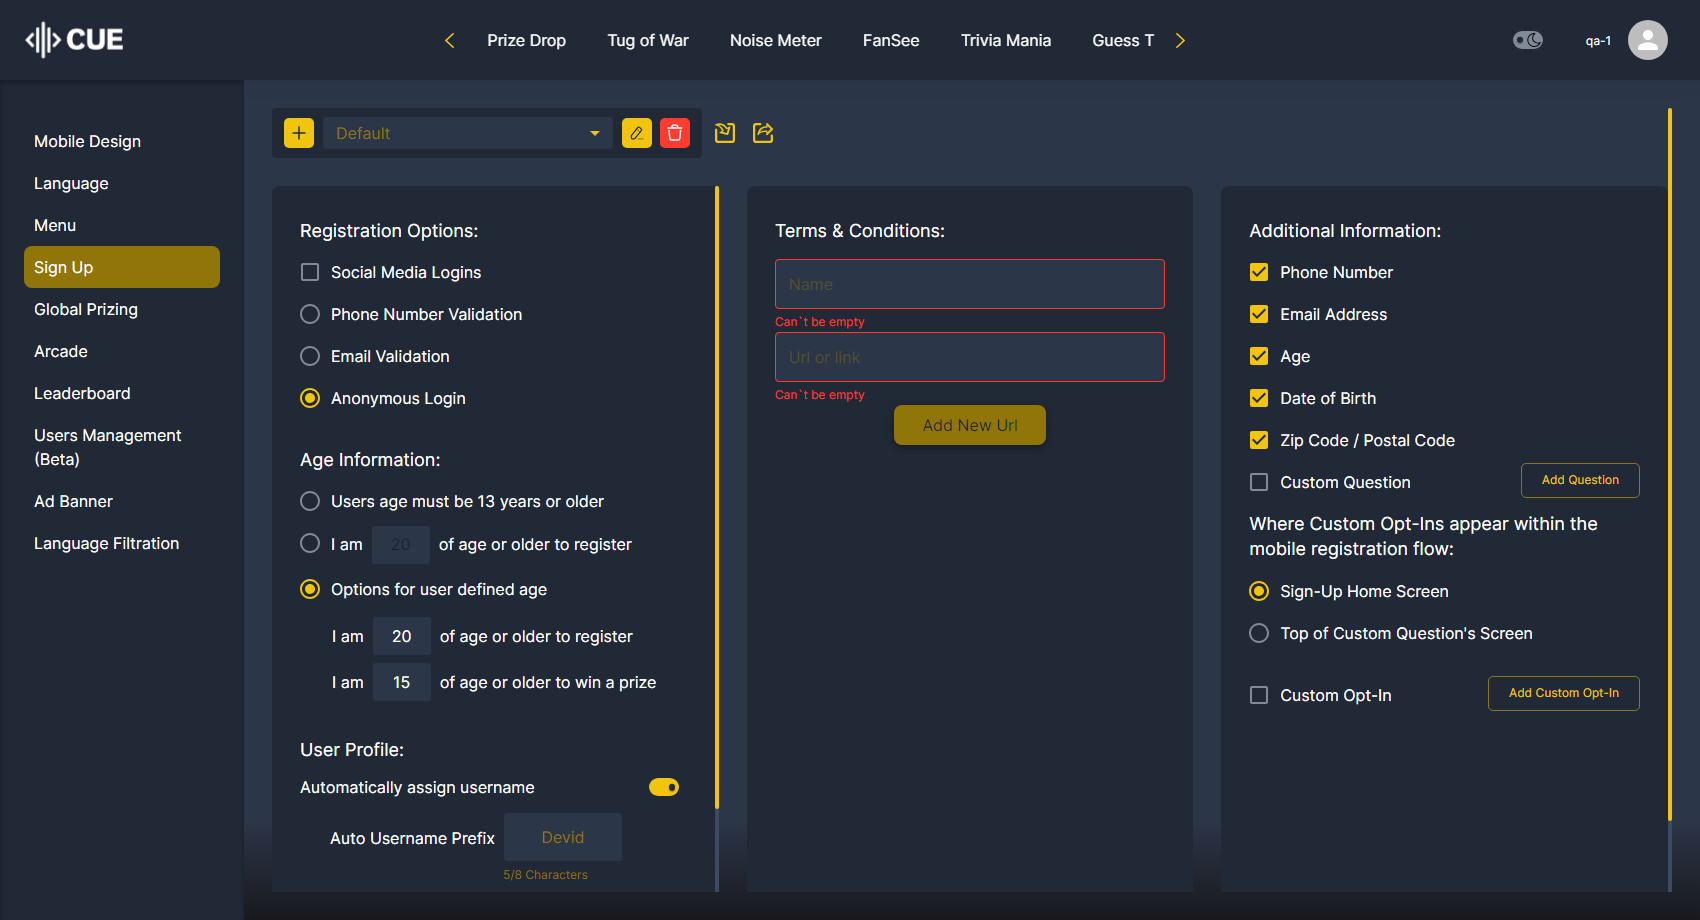 CUE
Prize Drop
Tug of War
Noise Meter
FanSee
Trivia Mania
Guess T
qa-1
Mobile Design
Language
Menu
Sign Up
Global Prizing
Arcade
Leaderboard
Users Management
(Beta)
Ad Banner
Language Filtration
Default
Registration Options:
Social Media Logins
Phone Number Validation
Email Validation
Anonymous Login
Age Information:
Users age must be 13 years or older
I am 20 of age or older to register
Options for user defined age
I am 20 of age or older to register
I am 15 of age or older to win a prize
User Profile:
Automatically assign username
Auto Username Prefix Devid
5/8 Characters
Terms & Conditions:
Name
Can`t be empty
Url or link
Can`t be empty
Add New Url
Additional Information:
Phone Number
Email Address
Age
Date of Birth
Zip Code / Postal Code
Custom Question
Add Question
Where Custom Opt-Ins appear within the
mobile registration flow:
Sign-Up Home Screen
Top of Custom Question's Screen
Custom Opt-In
Add Custom Opt-In